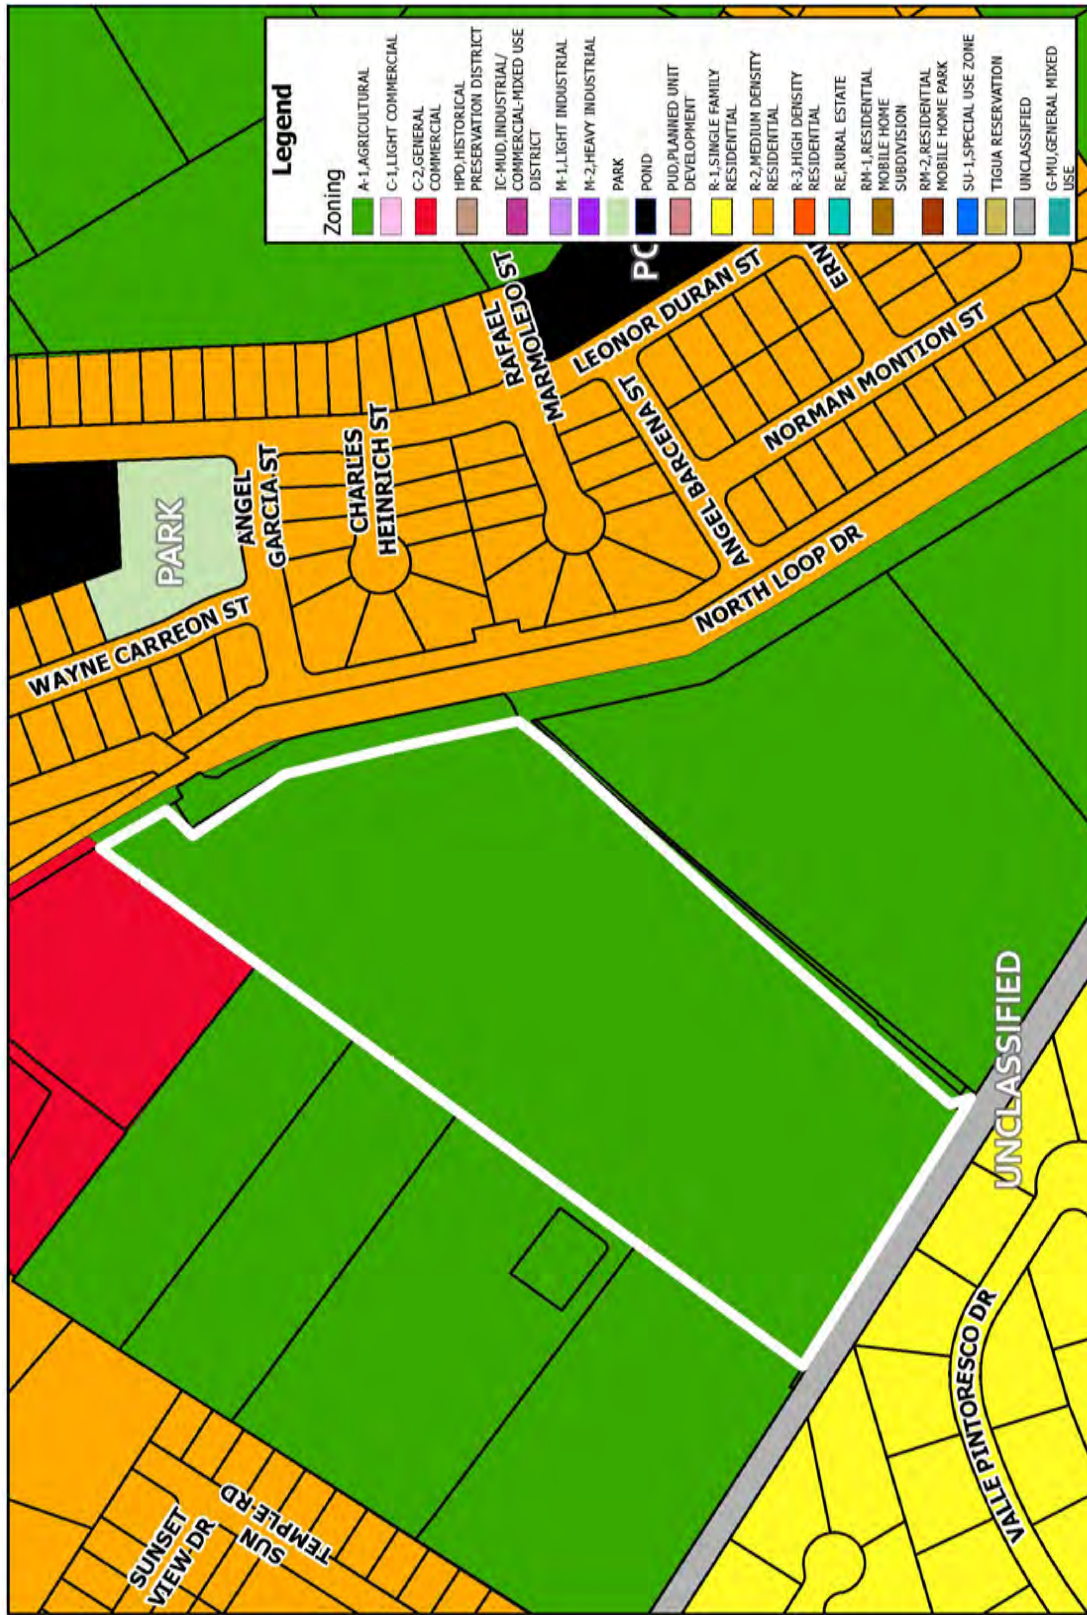 Legend
Zoning
A-1,AGRICULTURAL
C-1,LIGHT COMMERCIAL
C-2,GENERAL
COMMERCIAL
HPD,HISTORICAL
PRESERVATION DISTRICT
IC-MUD,INDUSTRIAL/
COMMERCIAL-MIXED USE
DISTRICT
M-1,LIGHT INDUSTRIAL
M-2,HEAVY INDUSTRIAL
PARK
POND
PUD,PLANNED UNIT
DEVELOPMENT
R-1,SINGLE FAMILY
RESIDENTIAL
R-2,MEDIUM DENSITY
RESIDENTIAL
R-3,HIGH DENSITY
RESIDENTIAL
RE,RURAL ESTATE
RM-1,RESIDENTIAL
MOBILE HOME
SUBDIVISION
RM-2,RESIDENTIAL
MOBILE HOME PARK
SU-1,SPECIAL USE ZONE
TIGUA RESERVATION
UNCLASSIFIED
G-MU,GENERAL MIXED
USE
PO
ERN
RAFAEL
MARMOLEJO ST
LEONOR DURAN ST
NORMAN MONTION ST
ANGEL BARCENA ST
CHARLES
HEINRICH ST
ANGEL
GARCIA ST
PARK
WAYNE CARREON ST
NORTH LOOP DR
UNCLASSIFIED
VALLE PINTORESCO DR
SUN
TEMPLE RD
SUNSET
VIEW DR